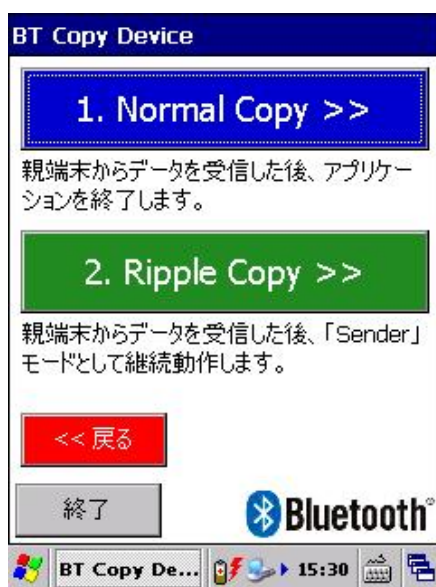 BT Copy Device
1. Normal Copy >>
親端末からデータを受信した後、アプリケー
ションを終了します。
2. Ripple Copy >>
親端末からデータを受信した後、「Sender」
モードとして継続動作します。
<< 戻る
終了
Bluetooth®
BT Copy De... 15:30